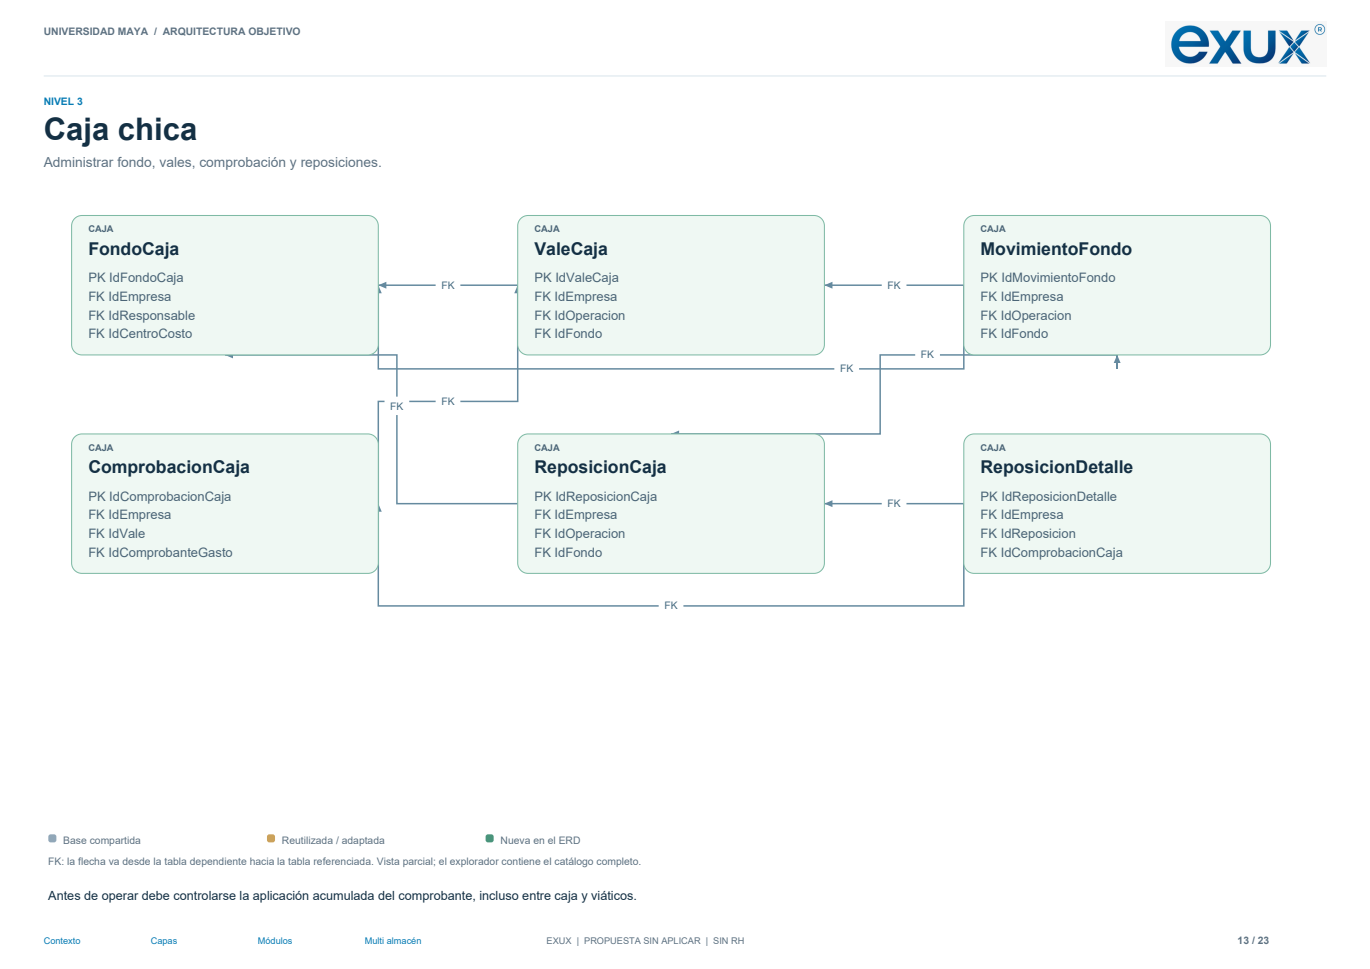 UNIVERSIDAD MAYA / ARQUITECTURA OBJETIVO
exux®
NIVEL 3
Caja chica
Administrar fondo, vales, comprobación y reposiciones.
CAJA
FondoCaja
PK IdFondoCaja
FK IdEmpresa
FK IdResponsable
FK IdCentroCosto
FK
CAJA
ValeCaja
PK IdValeCaja
FK IdEmpresa
FK IdOperacion
FK IdFondo
FK
CAJA
MovimientoFondo
PK IdMovimientoFondo
FK IdEmpresa
FK IdOperacion
FK IdFondo
FK
FK
FK
FK
CAJA
ComprobacionCaja
PK IdComprobacionCaja
FK IdEmpresa
FK IdVale
FK IdComprobanteGasto
CAJA
ReposicionCaja
PK IdReposicionCaja
FK IdEmpresa
FK IdOperacion
FK IdFondo
FK
CAJA
ReposicionDetalle
PK IdReposicionDetalle
FK IdEmpresa
FK IdReposicion
FK IdComprobacionCaja
FK
Base compartida
Reutilizada / adaptada
Nueva en el ERD
FK: la flecha va desde la tabla dependiente hacia la tabla referenciada. Vista parcial; el explorador contiene el catálogo completo.
Antes de operar debe controlarse la aplicación acumulada del comprobante, incluso entre caja y viáticos.
Contexto
Capas
Módulos
Multi almacén
EXUX | PROPUESTA SIN APLICAR | SIN RH
13 / 23